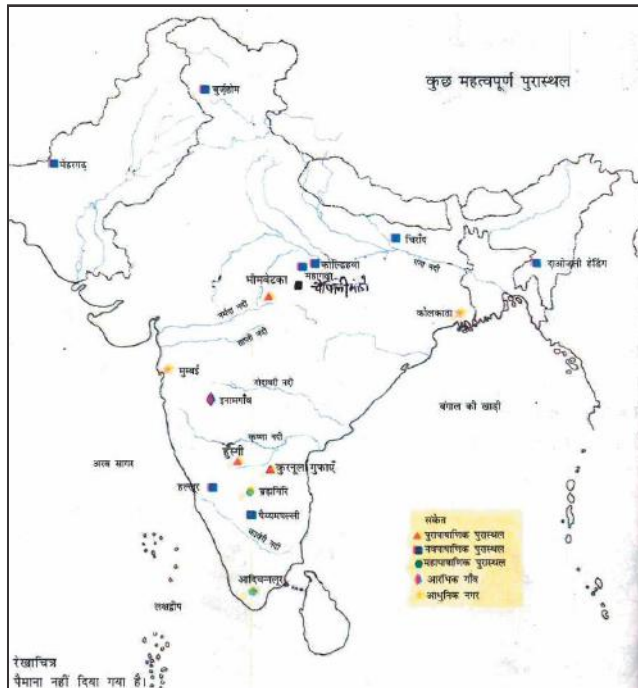 कुछ महत्वपूर्ण पुरास्थल
बुर्ज़होम
मेहरगढ़
चिराँद
कोल्डिहवा
महागढ़ा
चौपानीमांडो
गंगा नदी
दाओजली हेडिंग
भीमबेटका
नर्मदा नदी
ताप्ती नदी
कोलकाता
मुम्बई
इनामगाँव
गोदावरी नदी
बंगाल की खाड़ी
अरब सागर
कृष्णा नदी
हुँस्गी
कुरनूल गुफाएँ
हल्लूर
ब्रह्मगिरि
पैय्यमपल्ली
कावेरी नदी
संकेत
पुरापाषाणिक पुरास्थल
नवपाषाणिक पुरास्थल
महापाषाणिक पुरास्थल
आरंभिक गाँव
आधुनिक नगर
आदिचन्नलूर
लक्षद्वीप
रेखाचित्र
पैमाना नहीं दिया गया है।